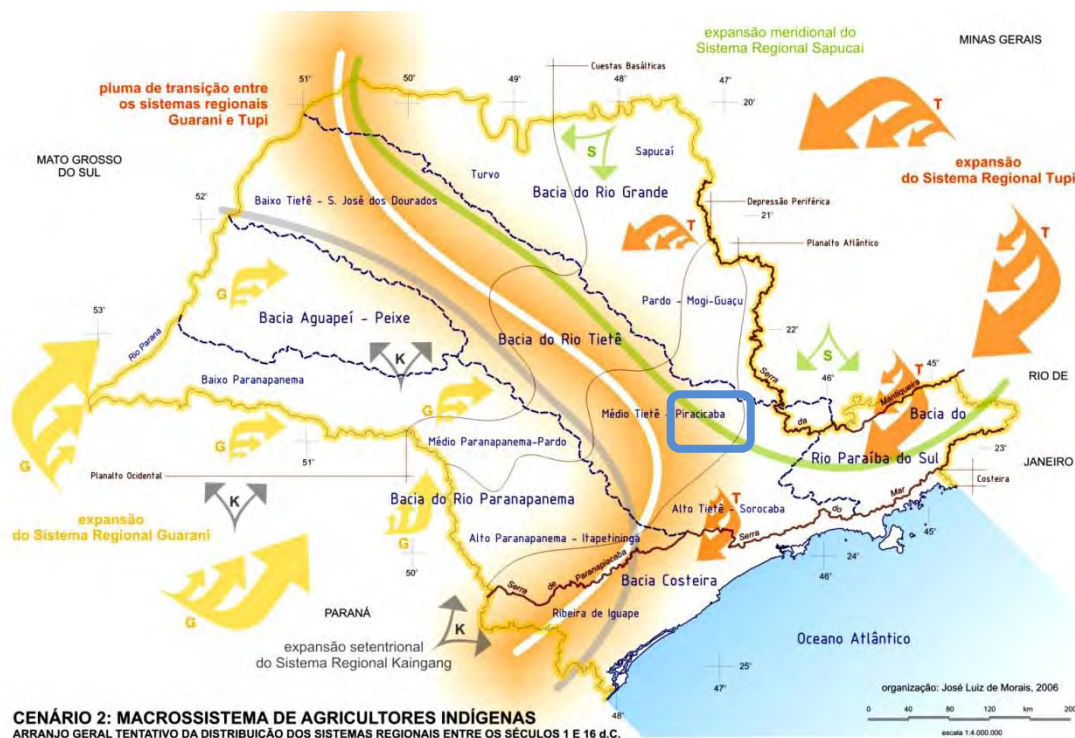 expansão meridional do
Sistema Regional Sapucai
MINAS GERAIS
Cuestas Basálticas
51°
50°
49°
48°
47°
20°
pluma de transição entre
os sistemas regionais
Guarani e Tupi
T
expansão
do Sistema Regional Tupi
MATO GROSSO
DO SUL
S
Sapucaí
Turvo
Bacia do Rio Grande
Baixo Tietê - S. José dos Dourados
52°
Depressão Periférica
21°
T
T
Planalto Atlântico
G
Pardo - Mogi-Guaçu
53°
Rio Paraná
Bacia Aguapeí - Peixe
Bacia do Rio Tietê
22°
K
S
Baixo Paranapanema
46°
45°
Serra
da
Mantiqueira
T
RIO DE
JANEIRO
G
G
Médio Tietê - Piracicaba
Bacia do
Rio Paraíba do Sul
G
Médio Paranapanema-Pardo
23°
51°
Planalto Ocidental
Costeira
K
Bacia do Rio Paranapanema
expansão
do Sistema Regional Guarani
G
T
Alto Tietê - Sorocaba
Serra
do
Mar
45°
Alto Paranapanema - Itapetininga
50°
24°
46°
Serra
de
Paranapiacaba
Bacia Costeira
G
PARANÁ
K
Ribeira de Iguape
Oceano Atlântico
expansão setentrional
do Sistema Regional Kaingang
25°
47°
48°
organização: José Luiz de Morais, 2006
0
40
80
120
km
200
escala 1:4.000.000
CENÁRIO 2: MACROSSISTEMA DE AGRICULTORES INDÍGENAS
ARRANJO GERAL TENTATIVO DA DISTRIBUIÇÃO DOS SISTEMAS REGIONAIS ENTRE OS SÉCULOS 1 E 16 d.C.